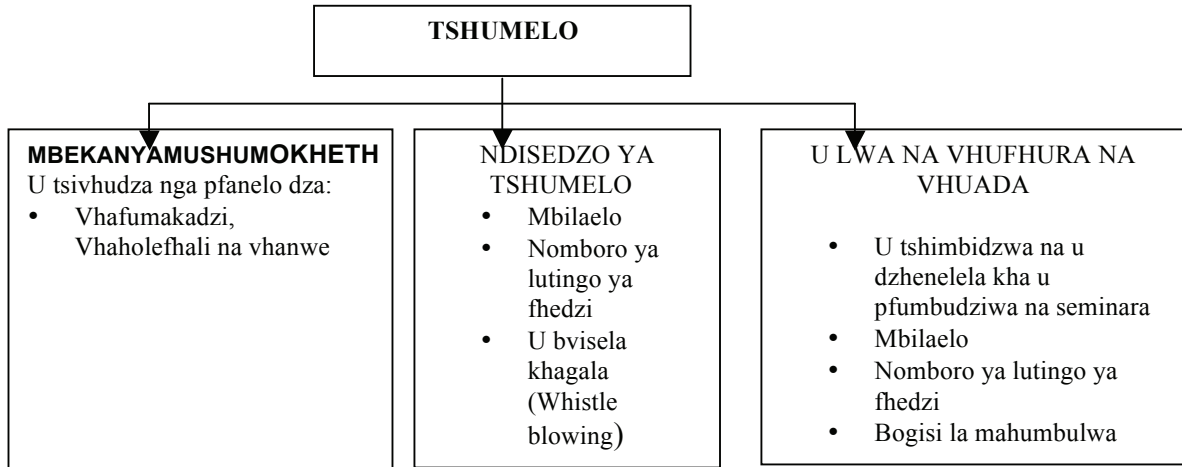 TSHUMELO
MBEKANYAMUSHUMOKHETH
U tsivhudza nga pfanelo dza:
• Vhafumakadzi,
Vhaholefhali na vhanwe
NDISEDZO YA
TSHUMELO
• Mbilaelo
• Nomboro ya
lutingo ya
fhedzi
• U bvisela
khagala
(Whistle
blowing)
U LWA NA VHUFHURA NA
VHUADA
• U tshimbidzwa na u
dzhenelela kha u
pfumbudziwa na seminara
• Mbilaelo
• Nomboro ya lutingo ya
fhedzi
• Bogisi la mahumbulwa